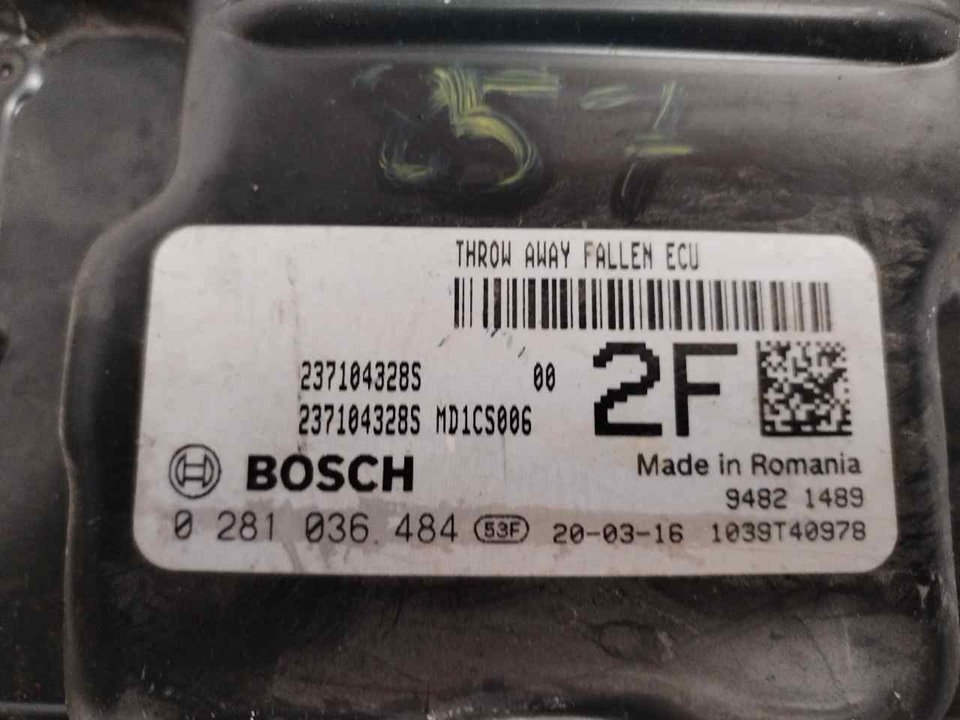 57
THROW AWAY FALLEN ECU
237104328S 00
237104328S MD1CS006
2F
BOSCH
Made in Romania
9482 1489
0 281 036 484 53F 20-03-16 1039T40978